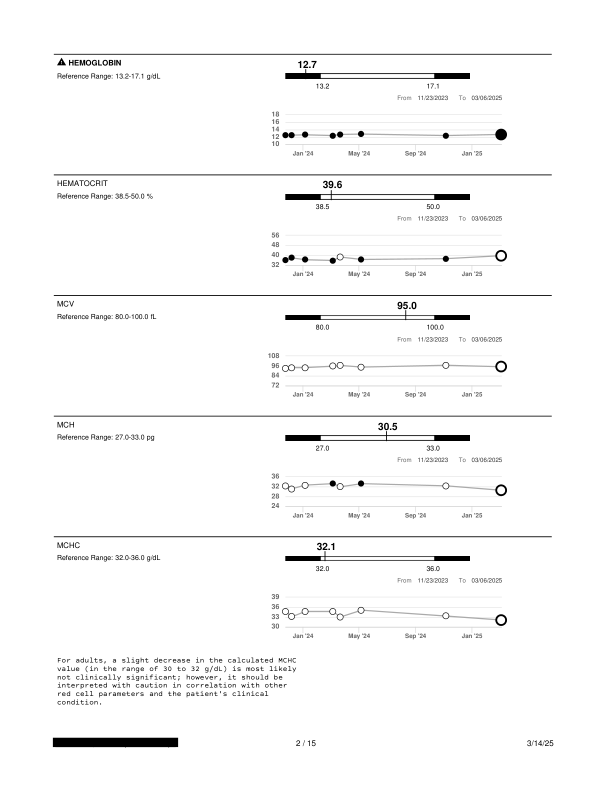 HEMOGLOBIN
12.7
Reference Range: 13.2-17.1 g/dL
13.2 17.1
From 11/23/2023 To 03/06/2025
18
16
14
12
10
Jan '24 May '24 Sep '24 Jan '25
HEMATOCRIT
39.6
Reference Range: 38.5-50.0 %
38.5 50.0
From 11/23/2023 To 03/06/2025
56
48
40
32
Jan '24 May '24 Sep '24 Jan '25
MCV
95.0
Reference Range: 80.0-100.0 fL
80.0 100.0
From 11/23/2023 To 03/06/2025
108
96
84
72
Jan '24 May '24 Sep '24 Jan '25
MCH
30.5
Reference Range: 27.0-33.0 pg
27.0 33.0
From 11/23/2023 To 03/06/2025
36
32
28
24
Jan '24 May '24 Sep '24 Jan '25
MCHC
32.1
Reference Range: 32.0-36.0 g/dL
32.0 36.0
From 11/23/2023 To 03/06/2025
39
36
33
30
Jan '24 May '24 Sep '24 Jan '25
For adults, a slight decrease in the calculated MCHC
value (in the range of 30 to 32 g/dL) is most likely
not clinically significant; however, it should be
interpreted with caution in correlation with other
red cell parameters and the patient's clinical
condition.
2 / 15
3/14/25